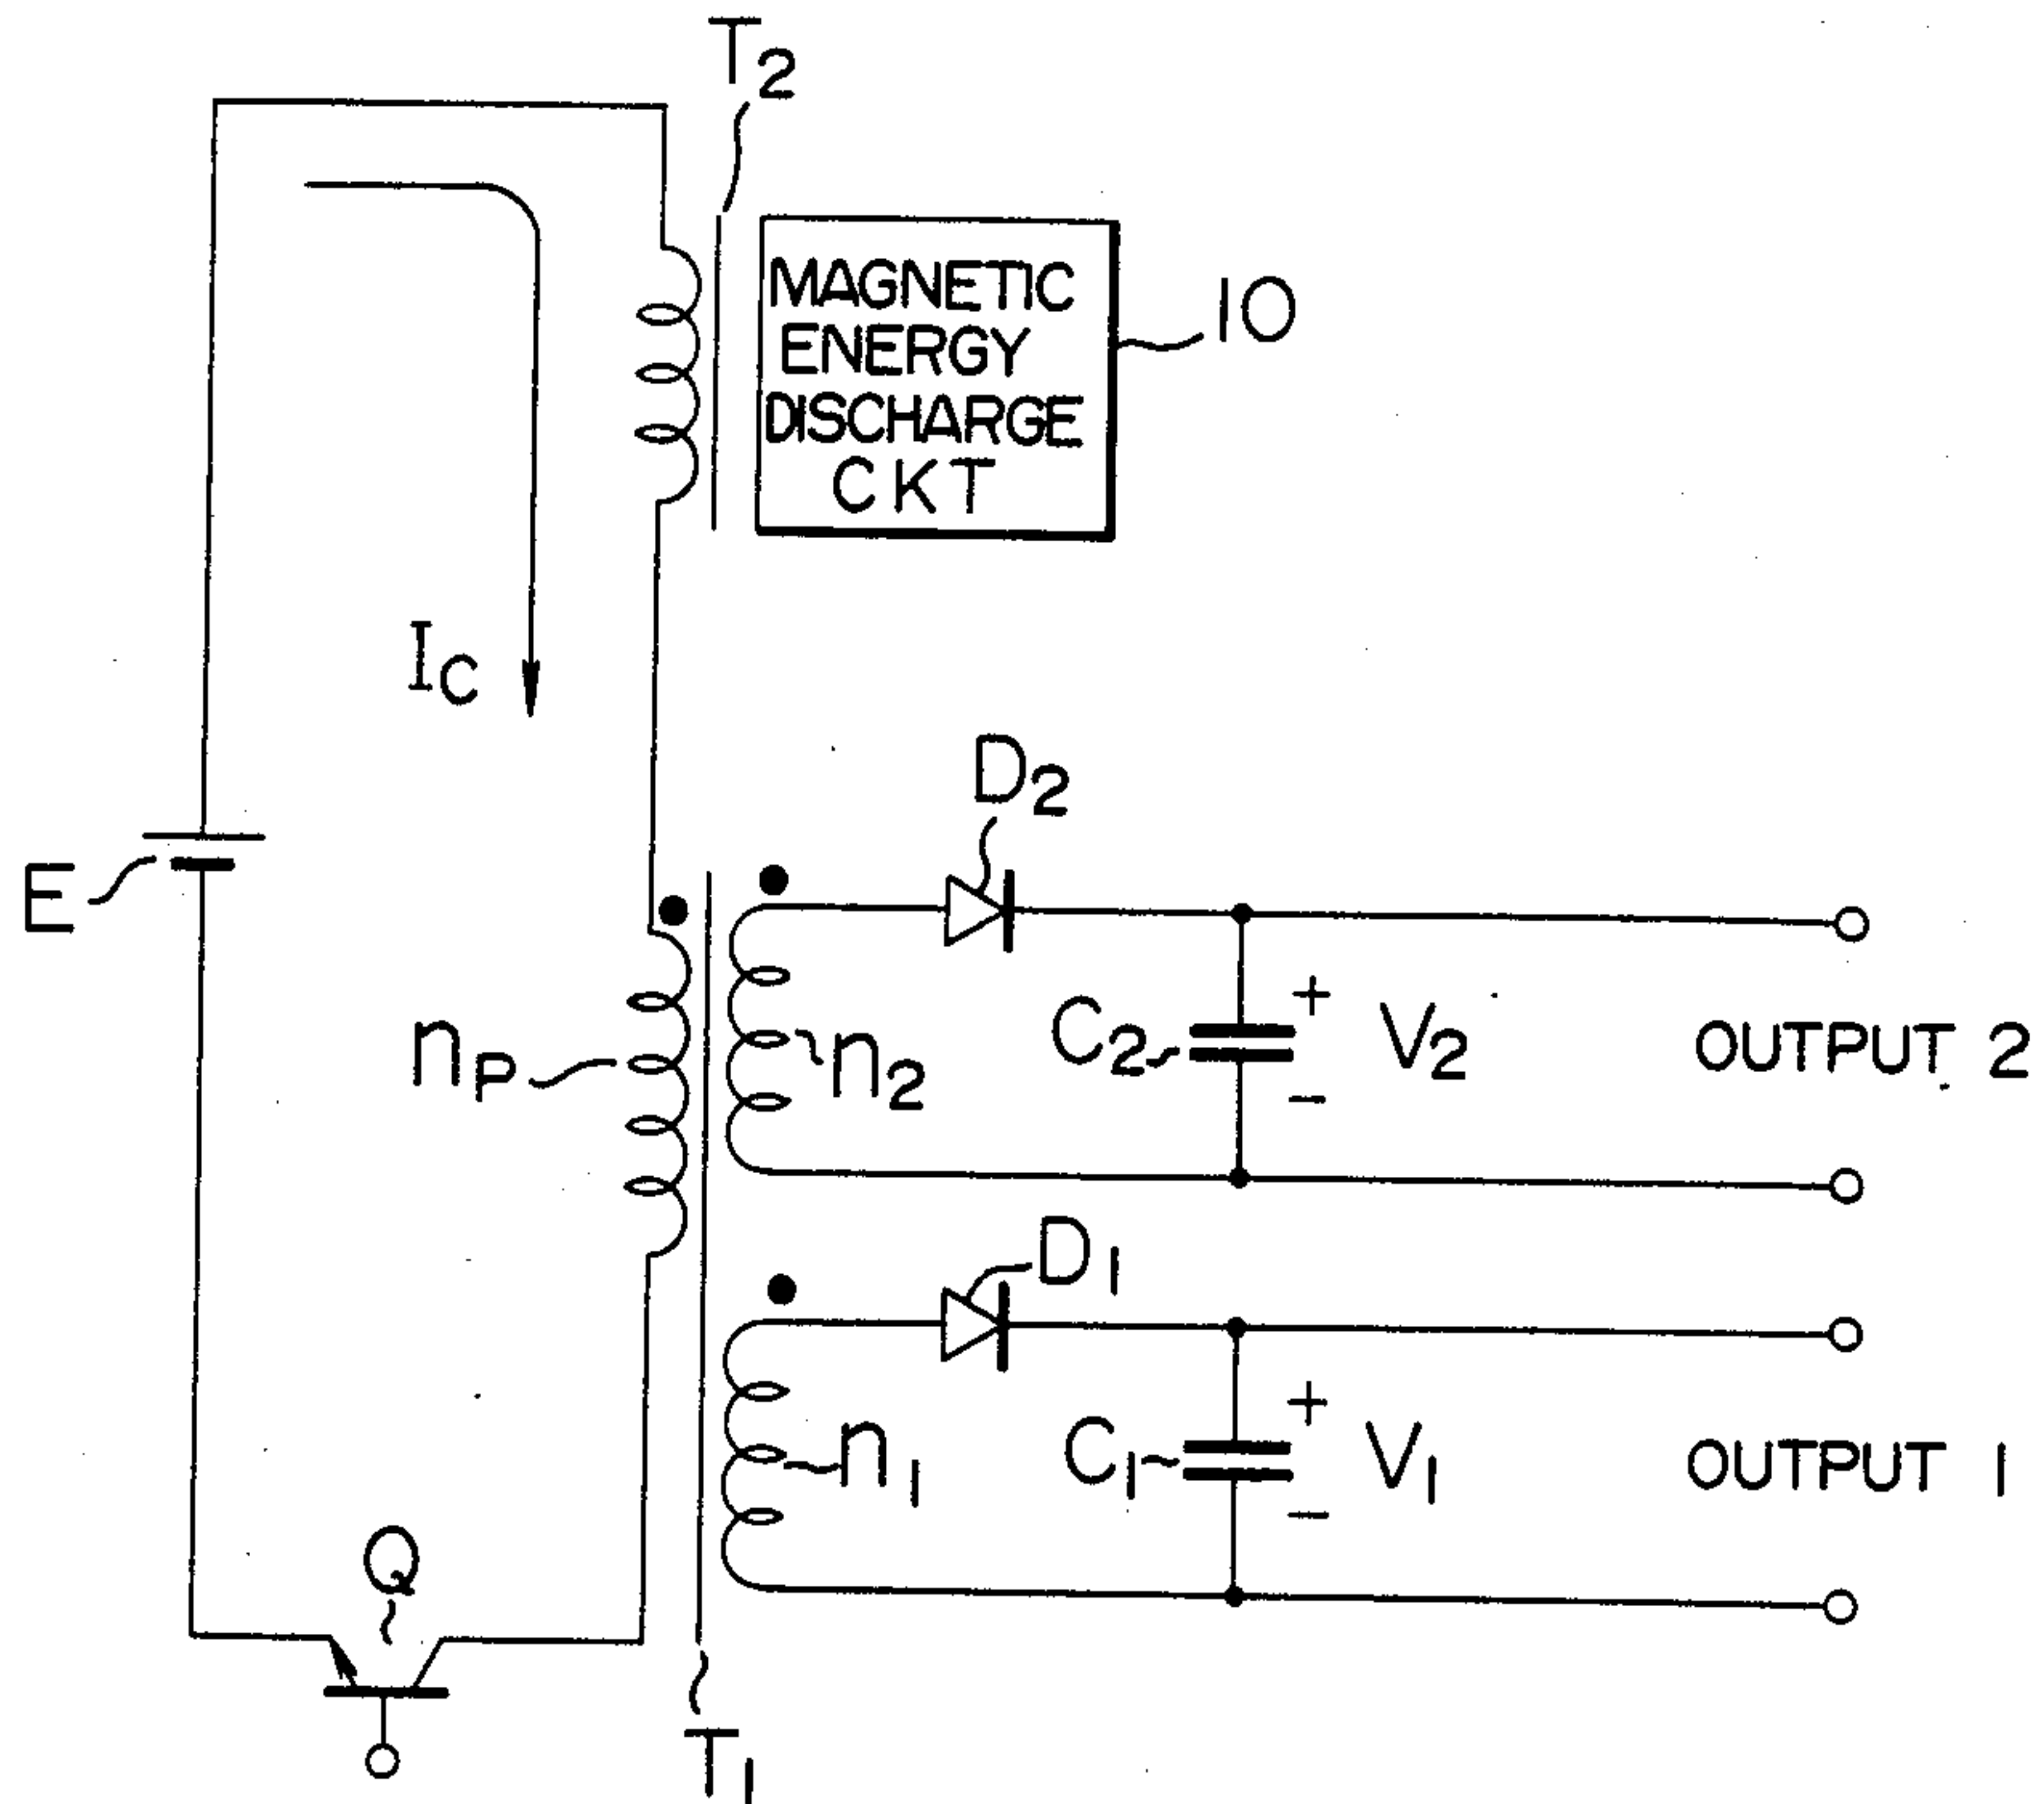 T2
MAGNETIC
ENERGY
DISCHARGE
CKT
10
IC
D2
E
nP
n2
C2
+
-
V2
OUTPUT 2
D1
n1
C1
+
-
V1
OUTPUT 1
Q
T1